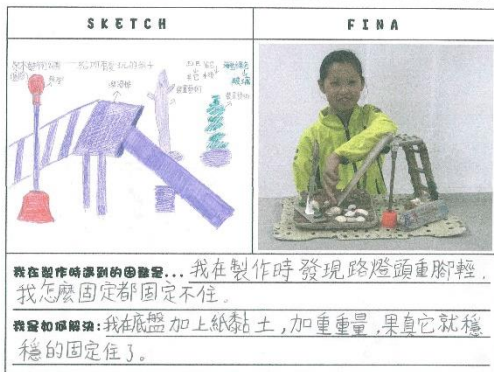 SKETCH
FINA
我在製作時遇到的困難是...我在製作時發現路燈頭重腳輕,
我怎麼固定都固定不住。
我是如何解決:我在底盤加上紙黏土,加重重量,果真它就穩
穩的固定住了。